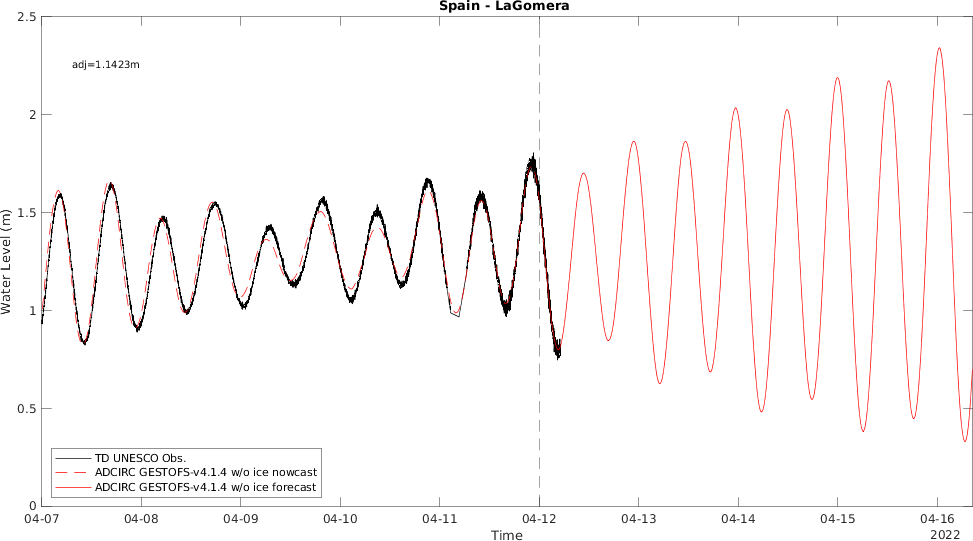 Spain - LaGomera
2.5
adj=1.1423m
2
1.5
Water Level (m)
1
0.5
TD UNESCO Obs.
ADCIRC GESTOFS-v4.1.4 w/o ice nowcast
ADCIRC GESTOFS-v4.1.4 w/o ice forecast
0
04-07 04-08 04-09 04-10 04-11 04-12 04-13 04-14 04-15 04-16
Time 2022